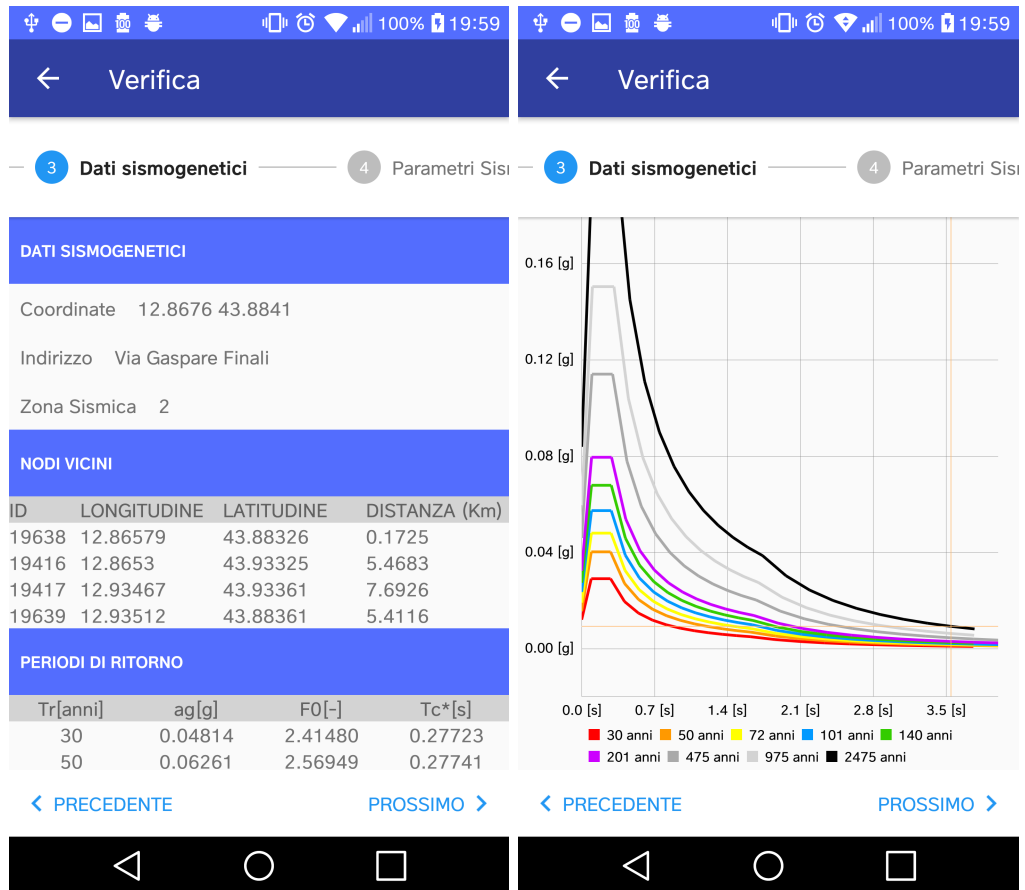 100% 19:59
Verifica
3 Dati sismogenetici 4 Parametri Sis
DATI SISMOGENETICI
Coordinate 12.8676 43.8841
Indirizzo Via Gaspare Finali
Zona Sismica 2
NODI VICINI
ID LONGITUDINE LATITUDINE DISTANZA (Km)
19638 12.86579 43.88326 0.1725
19416 12.8653 43.93325 5.4683
19417 12.93467 43.93361 7.6926
19639 12.93512 43.88361 5.4116
PERIODI DI RITORNO
Tr[anni] ag[g] F0[-] Tc*[s]
30 0.04814 2.41480 0.27723
50 0.06261 2.56949 0.27741
PRECEDENTE PROSSIMO
100% 19:59
Verifica
3 Dati sismogenetici 4 Parametri Sis
0.16 [g]
0.12 [g]
0.08 [g]
0.04 [g]
0.00 [g]
0.0 [s] 0.7 [s] 1.4 [s] 2.1 [s] 2.8 [s] 3.5 [s]
30 anni 50 anni 72 anni 101 anni 140 anni
201 anni 475 anni 975 anni 2475 anni
PRECEDENTE PROSSIMO